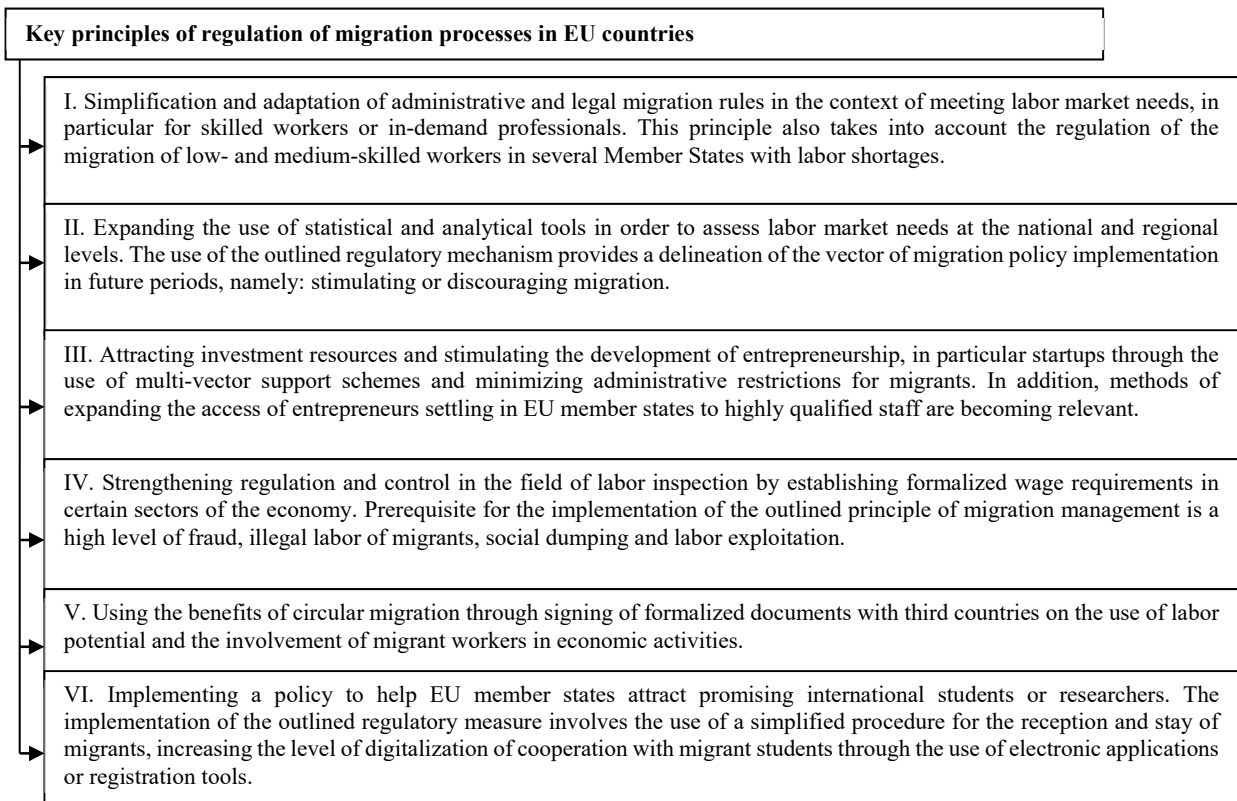 Key principles of regulation of migration processes in EU countries
I. Simplification and adaptation of administrative and legal migration rules in the context of meeting labor market needs, in
particular for skilled workers or in-demand professionals. This principle also takes into account the regulation of the
migration of low- and medium-skilled workers in several Member States with labor shortages.
II. Expanding the use of statistical and analytical tools in order to assess labor market needs at the national and regional
levels. The use of the outlined regulatory mechanism provides a delineation of the vector of migration policy implementation
in future periods, namely: stimulating or discouraging migration.
III. Attracting investment resources and stimulating the development of entrepreneurship, in particular startups through the
use of multi-vector support schemes and minimizing administrative restrictions for migrants. In addition, methods of
expanding the access of entrepreneurs settling in EU member states to highly qualified staff are becoming relevant.
IV. Strengthening regulation and control in the field of labor inspection by establishing formalized wage requirements in
certain sectors of the economy. Prerequisite for the implementation of the outlined principle of migration management is a
high level of fraud, illegal labor of migrants, social dumping and labor exploitation.
V. Using the benefits of circular migration through signing of formalized documents with third countries on the use of labor
potential and the involvement of migrant workers in economic activities.
VI. Implementing a policy to help EU member states attract promising international students or researchers. The
implementation of the outlined regulatory measure involves the use of a simplified procedure for the reception and stay of
migrants, increasing the level of digitalization of cooperation with migrant students through the use of electronic applications
or registration tools.